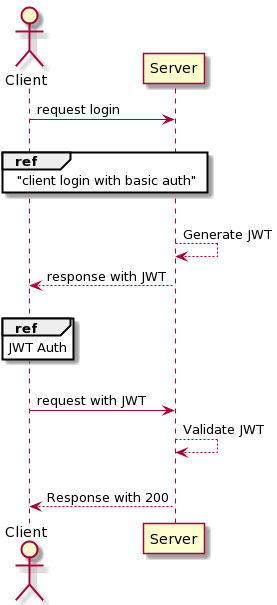 Client
Server
request login
ref
"client login with basic auth"
Generate JWT
response with JWT
ref
JWT Auth
request with JWT
Validate JWT
Response with 200
Client
Server